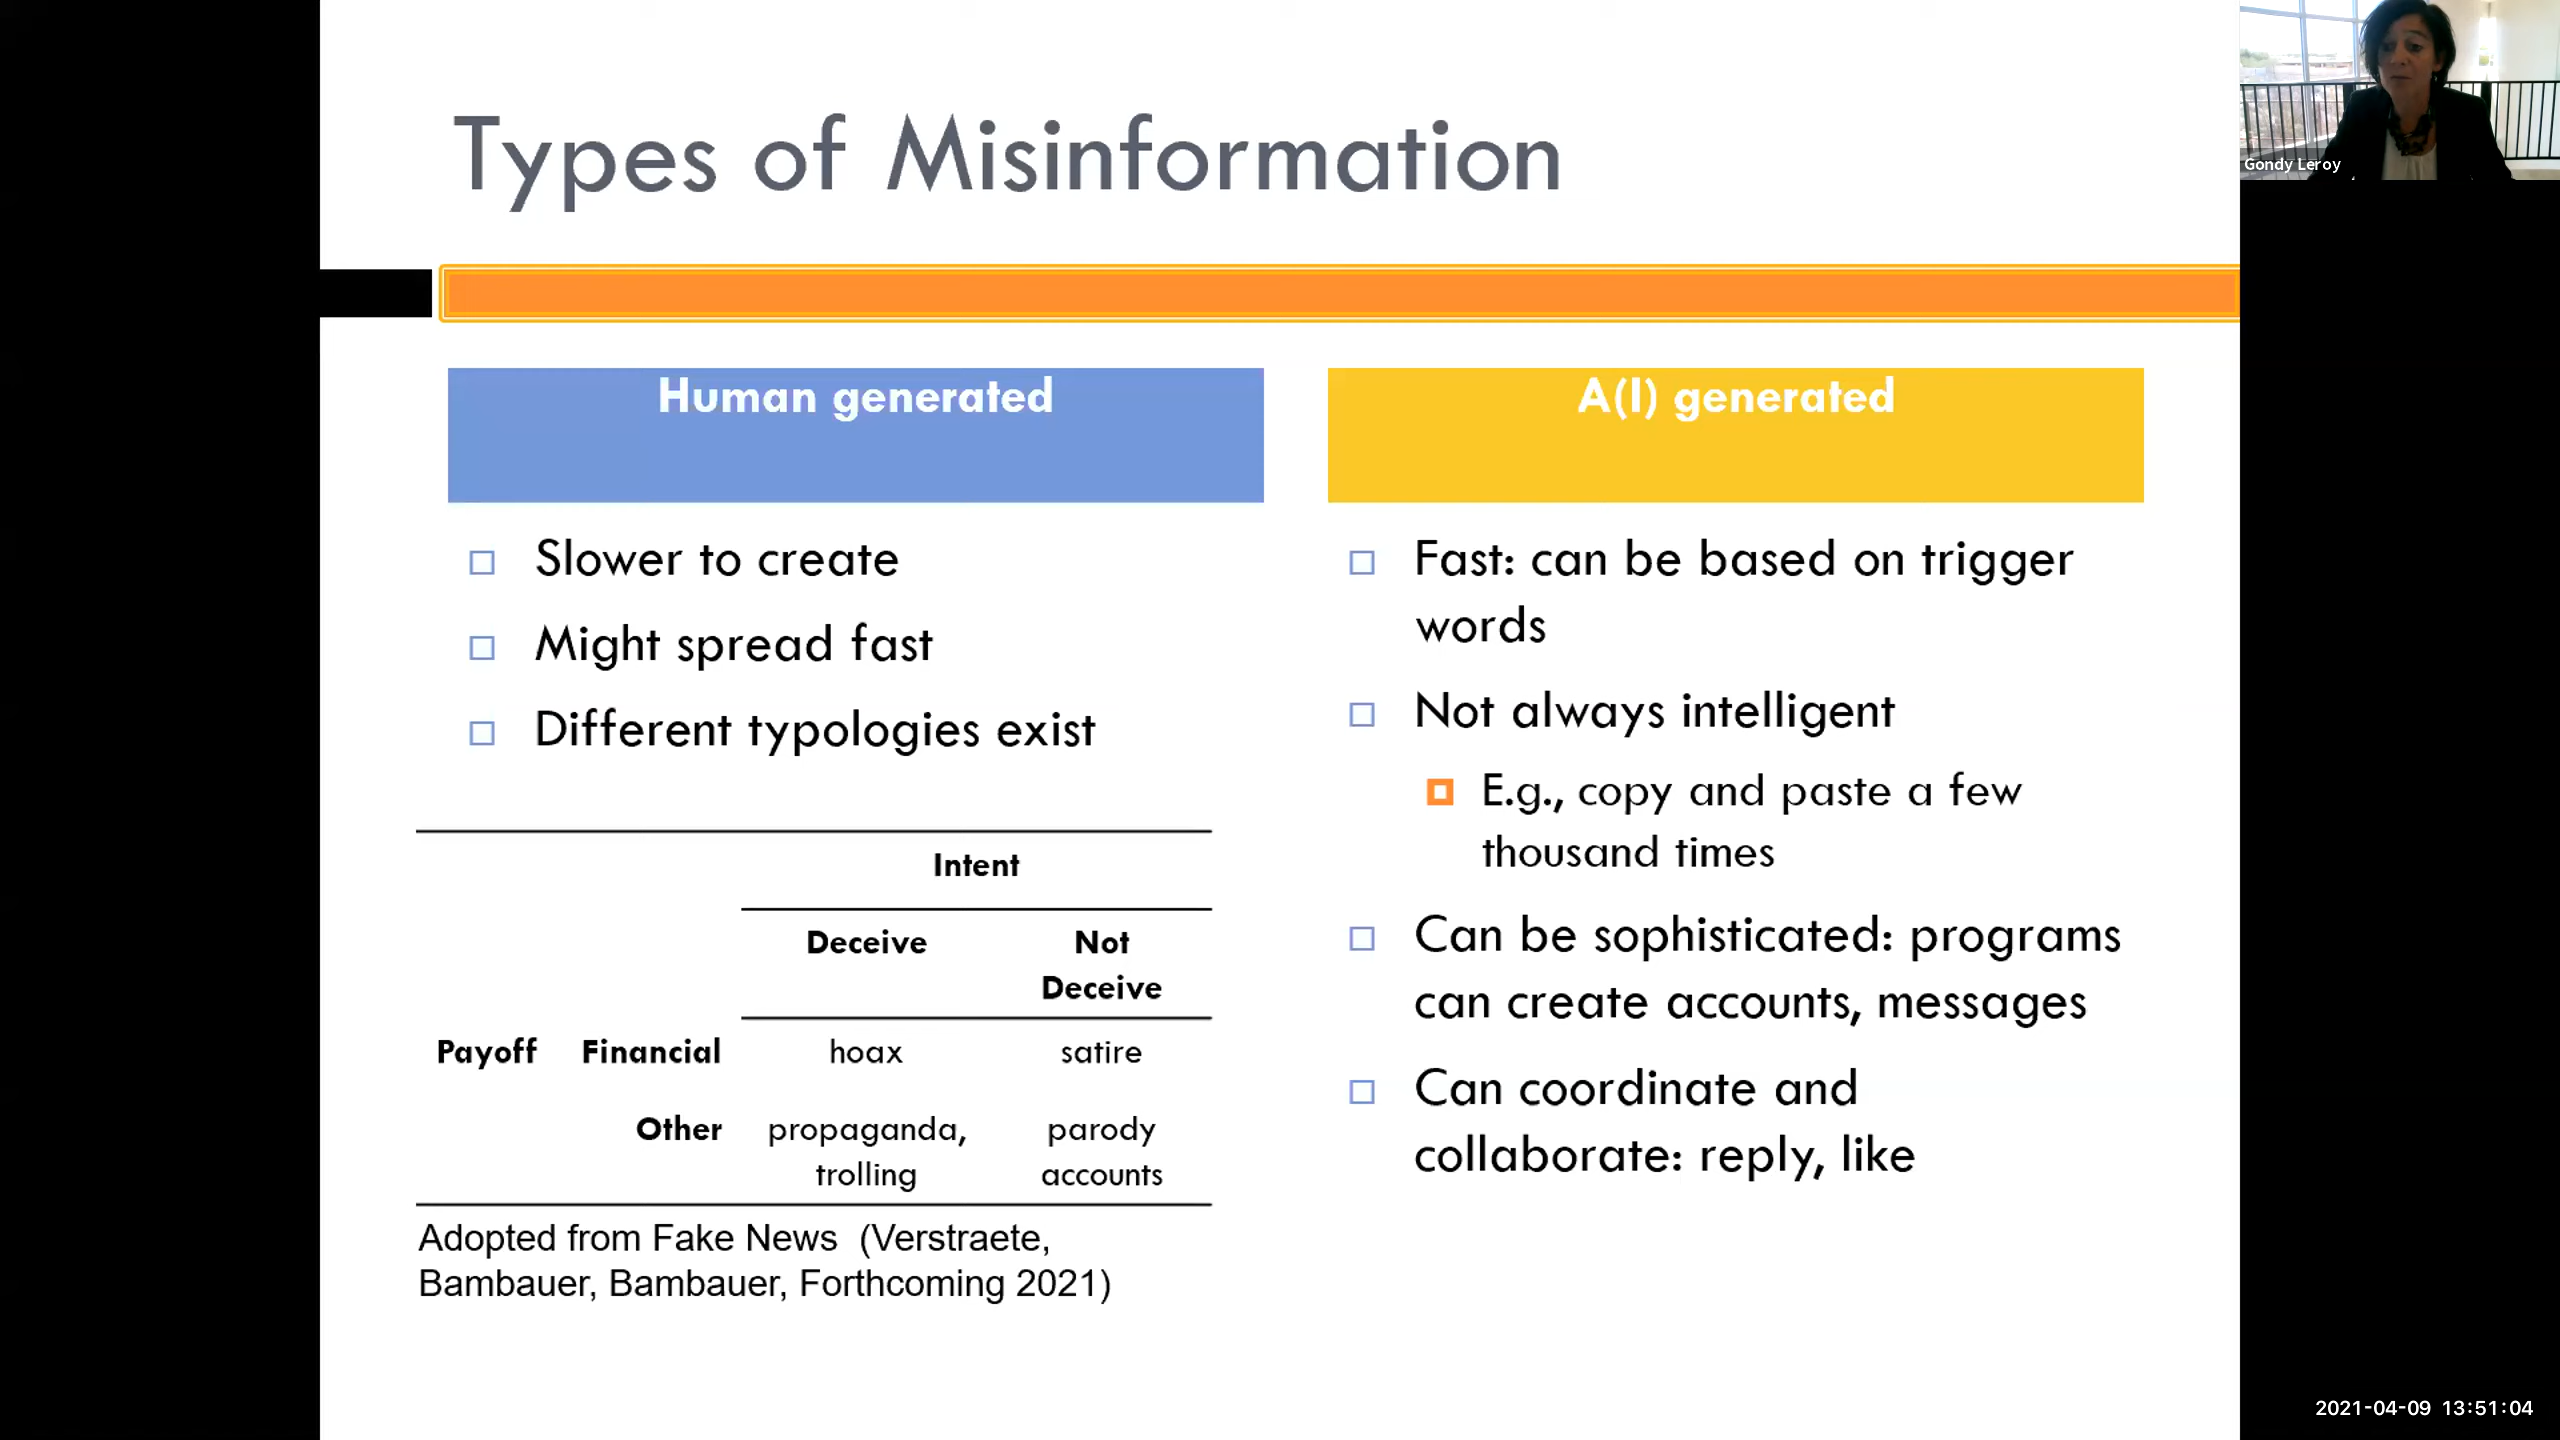 Types of Misinformation
Gondy Leroy
Human generated
Slower to create
Might spread fast
Different typologies exist
Intent
Deceive Not
Deceive
Payoff Financial hoax satire
Other propaganda, parody
trolling accounts
Adopted from Fake News (Verstraete,
Bambauer, Bambauer, Forthcoming 2021)
A(I) generated
Fast: can be based on trigger
words
Not always intelligent
E.g., copy and paste a few
thousand times
Can be sophisticated: programs
can create accounts, messages
Can coordinate and
collaborate: reply, like
2021-04-09 13:51:04